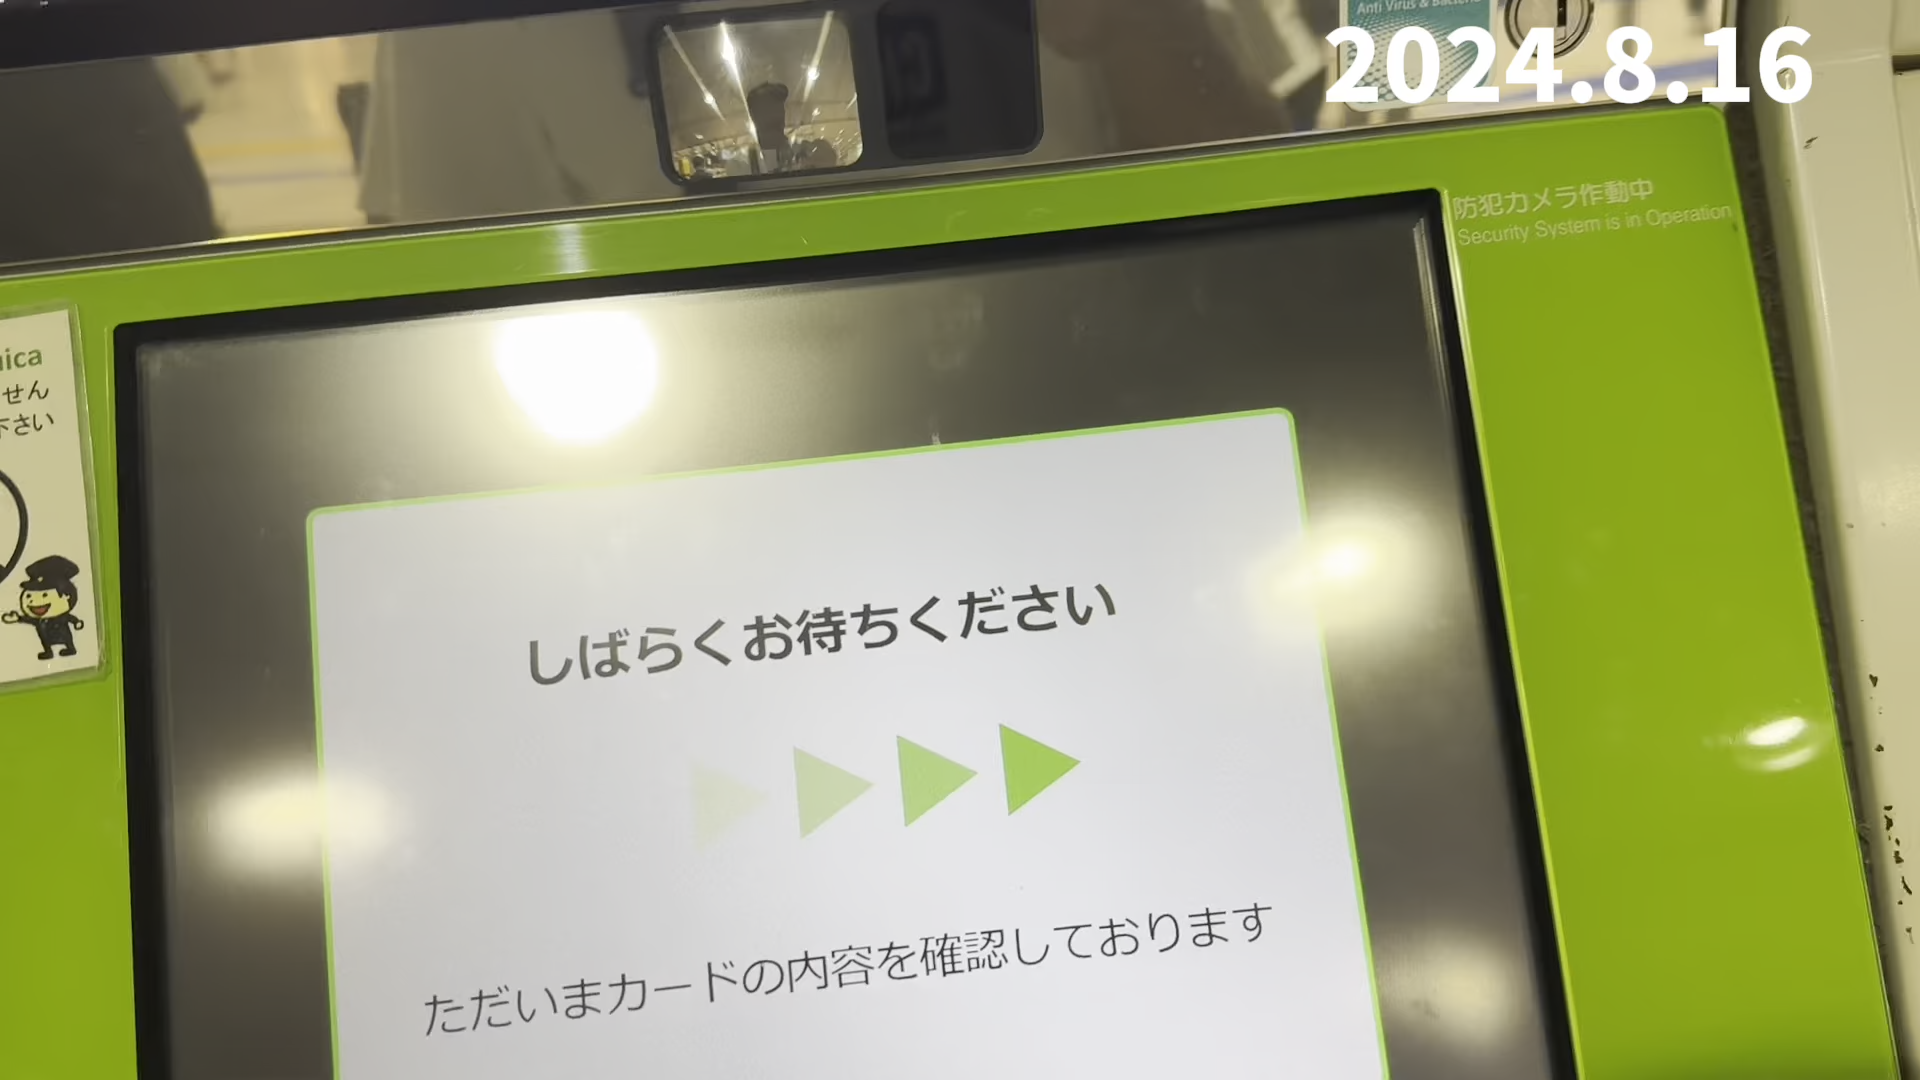 Anti Virus & Bacteria
2024.8.16
防犯カメラ作動中
Security System is in Operation
ica
せん
下さい
しばらくお待ちください
ただいまカードの内容を確認しております